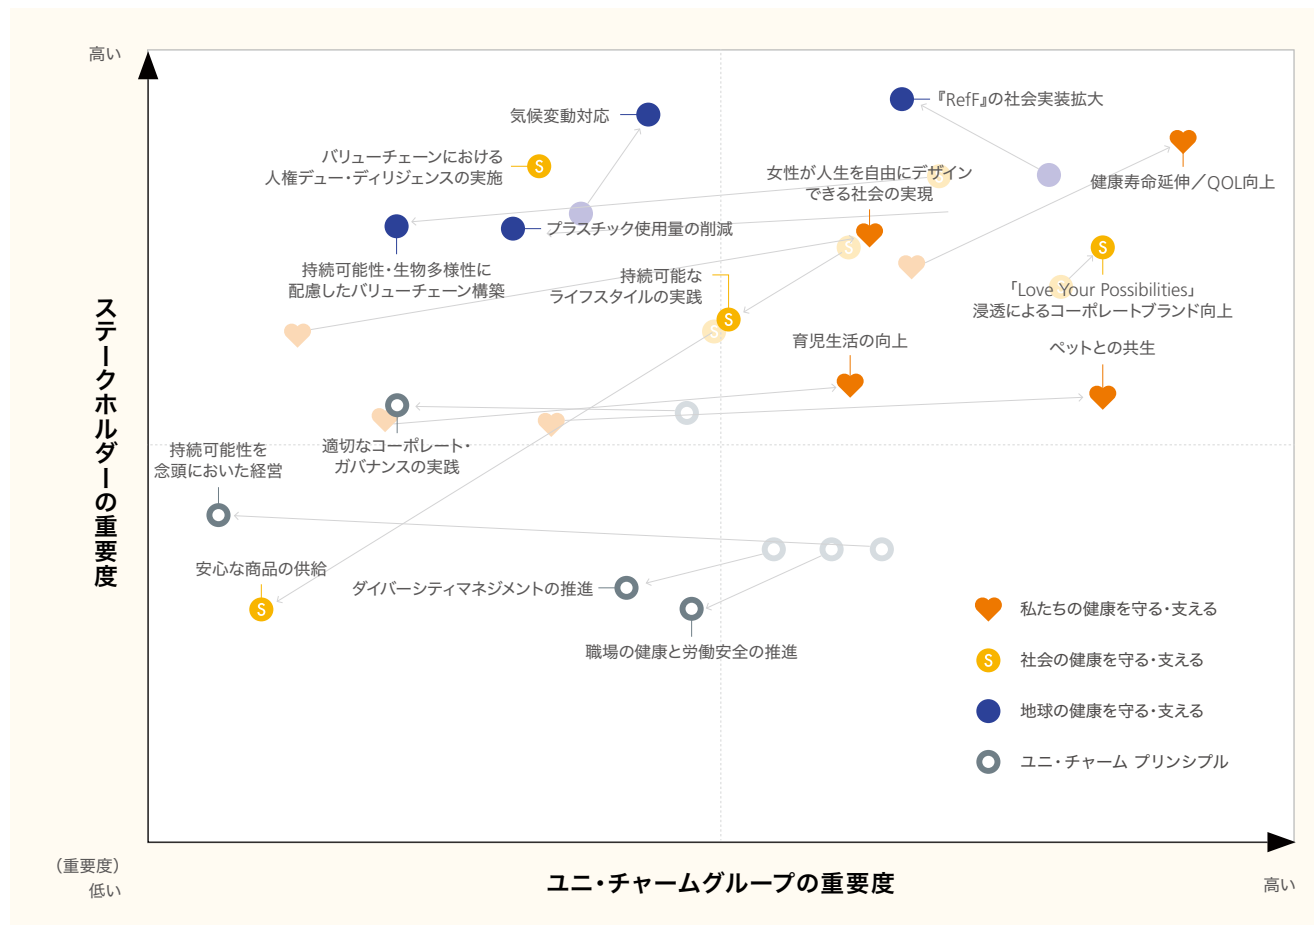 高い
気候変動対応
『RefF』の社会実装拡大
バリューチェーンにおける
人権デュー・ディリジェンスの実施
女性が人生を自由にデザイン
できる社会の実現
健康寿命延伸／QOL向上
プラスチック使用量の削減
持続可能性・生物多様性に
配慮したバリューチェーン構築
持続可能な
ライフスタイルの実践
「Love Your Possibilities」
浸透によるコーポレートブランド向上
育児生活の向上
ペットとの共生
適切なコーポレート・
ガバナンスの実践
持続可能性を
念頭においた経営
安心な商品の供給
ダイバーシティマネジメントの推進
職場の健康と労働安全の推進
S
S
S
S
S
S
S
S
ステークホルダーの重要度
私たちの健康を守る・支える
S
社会の健康を守る・支える
地球の健康を守る・支える
ユニ・チャーム プリンシプル
（重要度）
低い
ユニ・チャームグループの重要度
高い